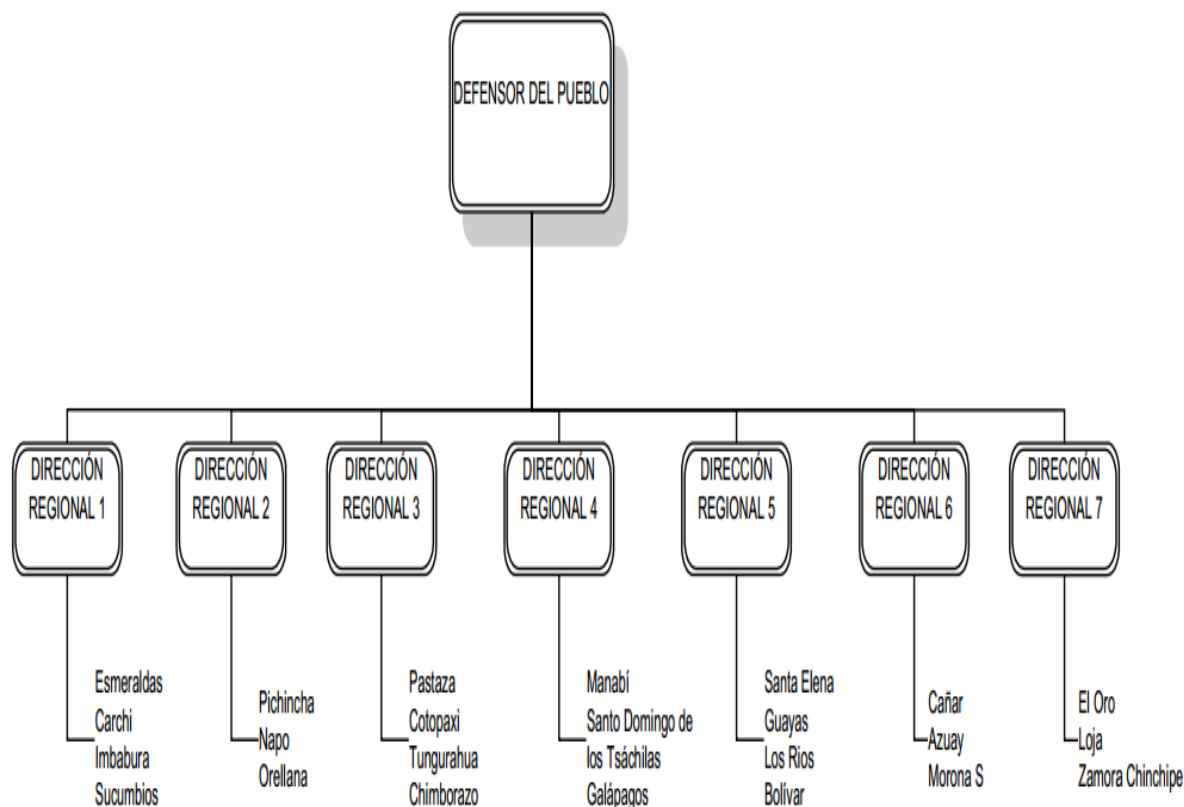 DEFENSOR DEL PUEBLO
DIRECCIÓN
REGIONAL 1
DIRECCIÓN
REGIONAL 2
DIRECCIÓN
REGIONAL 3
DIRECCIÓN
REGIONAL 4
DIRECCIÓN
REGIONAL 5
DIRECCIÓN
REGIONAL 6
DIRECCIÓN
REGIONAL 7
Esmeraldas
Carchi
Imbabura
Sucumbios
Pichincha
Napo
Orellana
Pastaza
Cotopaxi
Tungurahua
Chimborazo
Manabí
Santo Domingo de
los Tsáchilas
Galápagos
Santa Elena
Guayas
Los Rios
Bolívar
Cañar
Azuay
Morona S
El Oro
Loja
Zamora Chinchipe